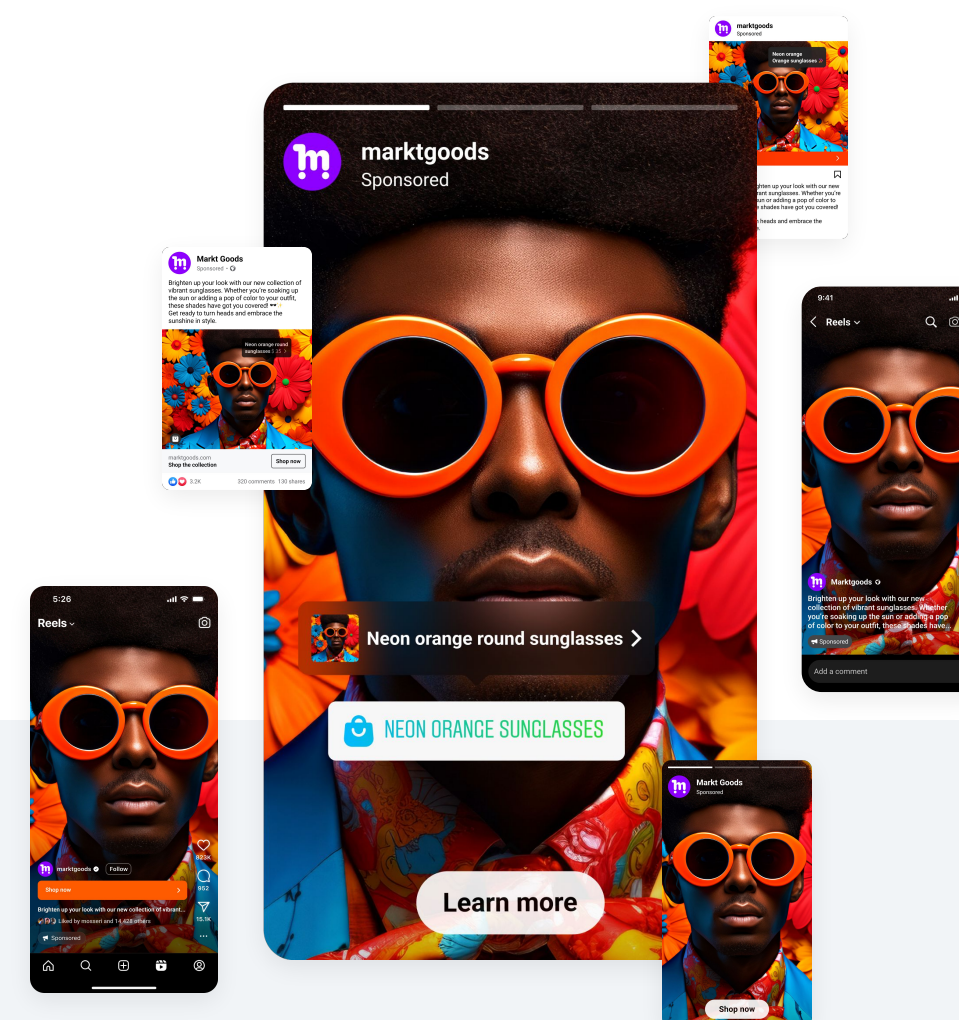 marktgoods
Sponsored
Neon orange
Orange sunglasses
ghten up your look with our new
rant sunglasses. Whether you're
sun or adding a pop of color to
shades have got you covered!
heads and embrace the
marktgoods
Sponsored
Markt Goods
Sponsored
Brighten up your look with our new collection of
vibrant sunglasses. Whether you're soaking up
the sun or adding a pop of color to your outfit,
these shades have got you covered! 🕶️✨
Get ready to turn heads and embrace the
sunshine in style.
Neon orange round
sunglasses $ 35 >
marktgoods.com
Shop the collection
Shop now
3.2K
320 comments 130 shares
9:41
Reels
Marktgoods
Brighten up your look with our new
collection of vibrant sunglasses. Whether
you're soaking up the sun or adding a pop
of color to your outfit, these shades have...
Sponsored
Add a comment
Neon orange round sunglasses
NEON ORANGE SUNGLASSES
Learn more
5:26
Reels
823K
952
15.1K
marktgoods
Follow
Shop now
Brighten up your look with our new collection of vibrant...
Liked by mosseri and 14,428 others
Sponsored
Markt Goods
Sponsored
Shop now